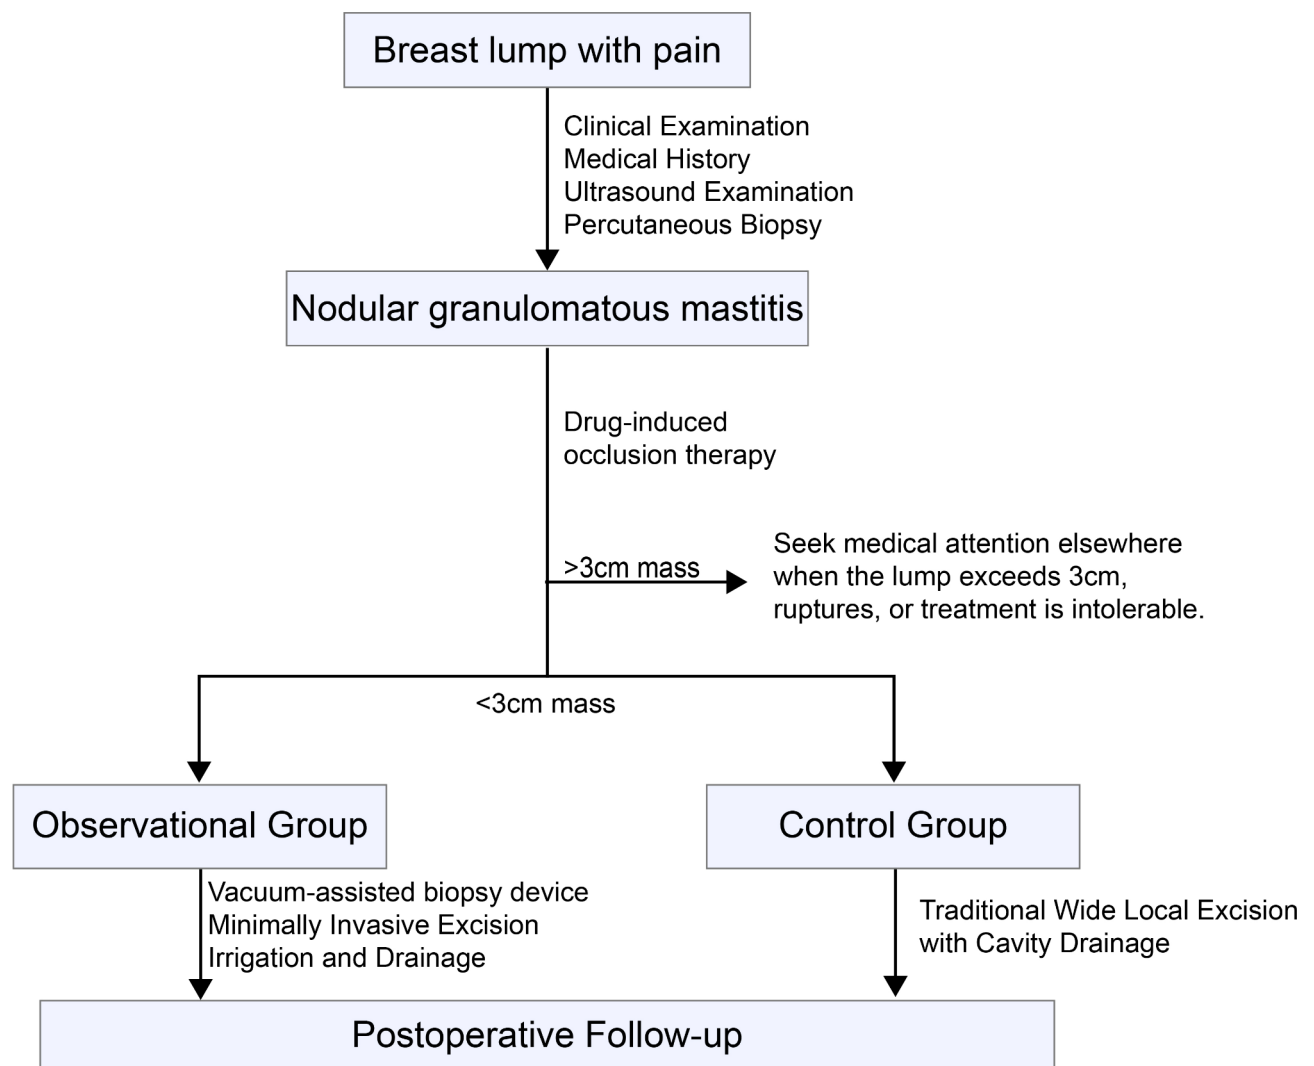 Breast lump with pain
Clinical Examination
Medical History
Ultrasound Examination
Percutaneous Biopsy
Nodular granulomatous mastitis
Drug-induced
occlusion therapy
>3cm mass
Seek medical attention elsewhere
when the lump exceeds 3cm,
ruptures, or treatment is intolerable.
<3cm mass
Observational Group
Control Group
Vacuum-assisted biopsy device
Minimally Invasive Excision
Irrigation and Drainage
Traditional Wide Local Excision
with Cavity Drainage
Postoperative Follow-up